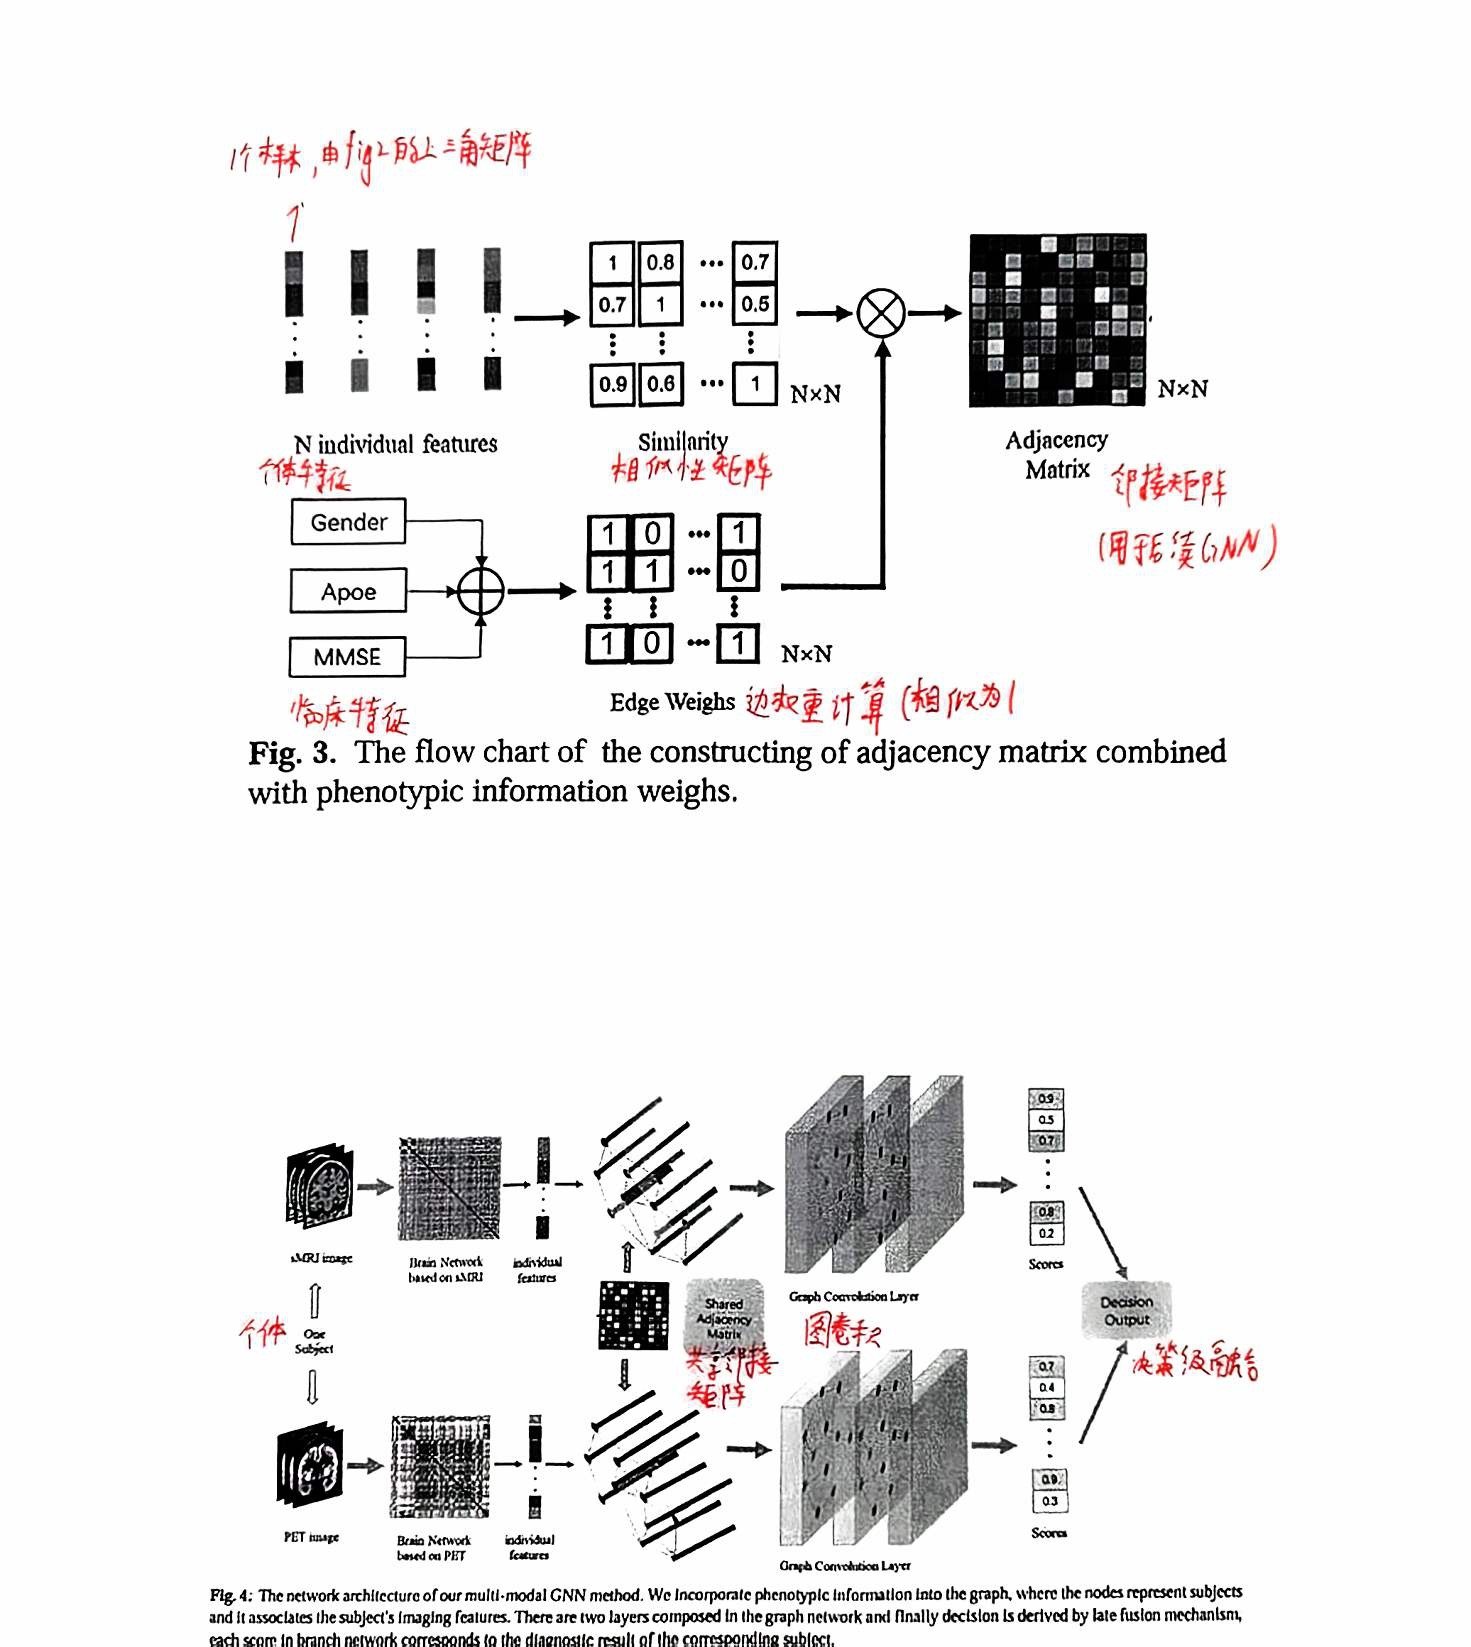 1个样本,由fig2的上三角矩阵
↑
1 0.8 ... 0.7
0.7 1 ... 0.5
0.9 0.6 ... 1
N×N
N×N
N individual features
Similarity
Adjacency
Matrix
个体特征
相似性矩阵
邻接矩阵
(用于后续GNN)
Gender
Apoe
MMSE
1 0 ... 1
1 1 ... 0
1 0 ... 1
N×N
临床特征
Edge Weighs
边权重计算(相似为1
Fig. 3. The flow chart of the constructing of adjacency matrix combined
with phenotypic information weighs.
sMRI image
Brain Network
based on sMRI
individual
features
Graph Convolution Layer
0.9
0.5
0.7
0.8
0.2
Scores
个体
One
Subject
Shared
Adjacency
Matrix
共享邻接
矩阵
图卷积
Decision
Output
决策级融合
PET image
Brain Network
based on PET
individual
features
Graph Convolution Layer
0.7
0.4
0.8
0.9
0.3
Scores
Fig. 4: The network architecture of our multi-modal GNN method. We incorporate phenotypic information into the graph, where the nodes represent subjects
and it associates the subject's imaging features. There are two layers composed in the graph network and finally decision is derived by late fusion mechanism,
each score in branch network corresponds to the diagnostic result of the corresponding subject.